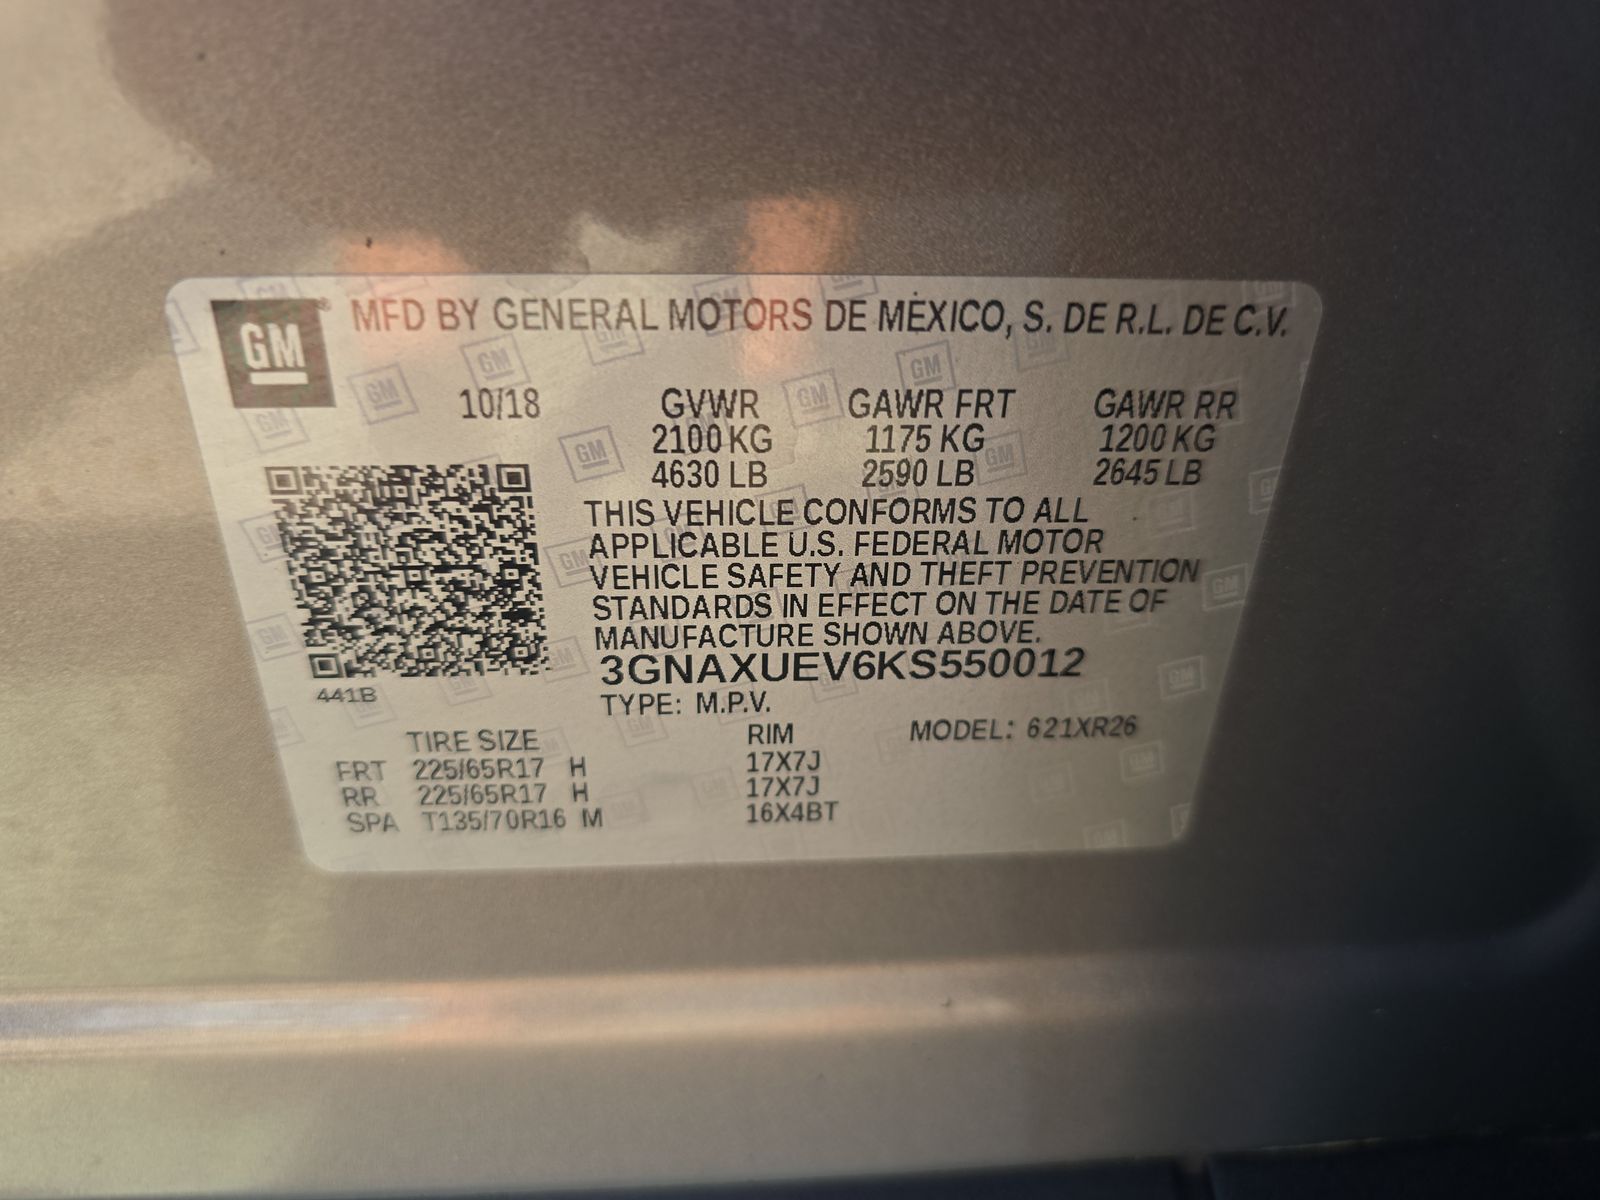 GM ® MFD BY GENERAL MOTORS DE MÉXICO, S. DE R.L. DE C.V.
10/18 GVWR GAWR FRT GAWR RR
2100 KG 1175 KG 1200 KG
4630 LB 2590 LB 2645 LB
THIS VEHICLE CONFORMS TO ALL
APPLICABLE U.S. FEDERAL MOTOR
VEHICLE SAFETY AND THEFT PREVENTION
STANDARDS IN EFFECT ON THE DATE OF
MANUFACTURE SHOWN ABOVE.
3GNAXUEV6KS550012
441B
TYPE: M.P.V.
TIRE SIZE RIM MODEL: 621XR26
FRT 225/65R17 H 17X7J
RR 225/65R17 H 17X7J
SPA T135/70R16 M 16X4BT